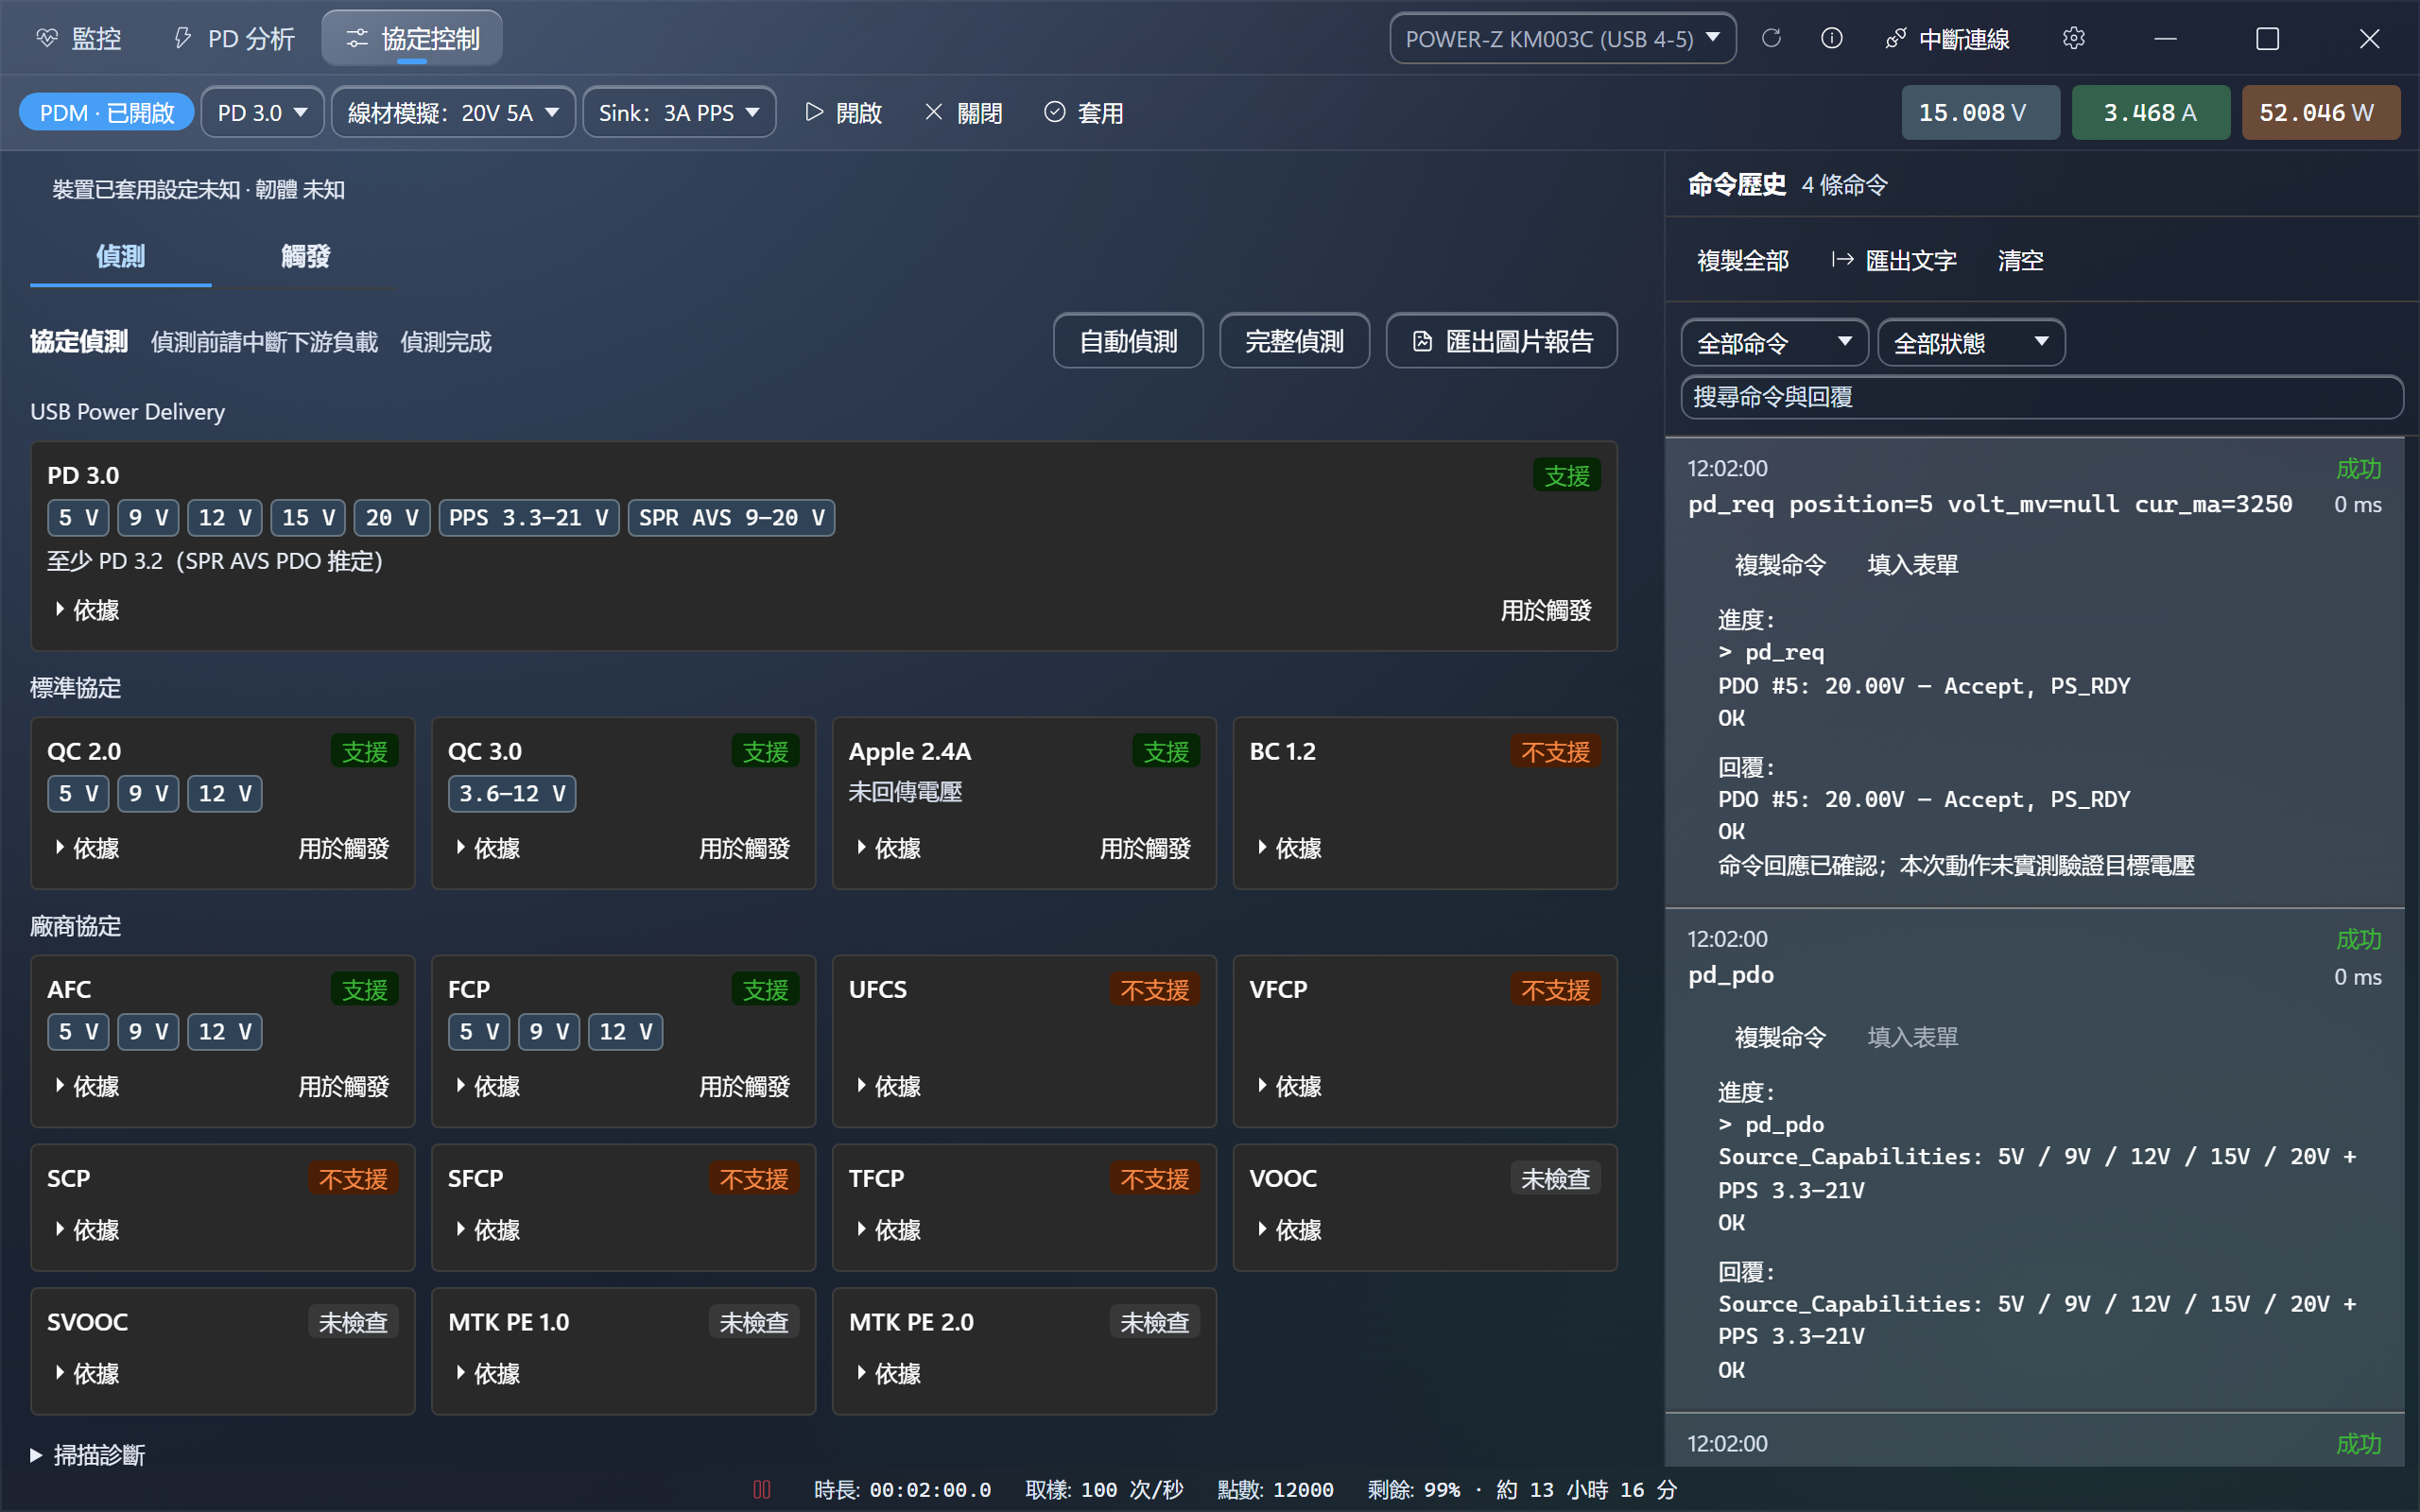 監控
PD 分析
協定控制
POWER-Z KM003C (USB 4-5)
中斷連線
PDM · 已開啟
PD 3.0
線材模擬：20V 5A
Sink：3A PPS
開啟
關閉
套用
15.008 V
3.468 A
52.046 W
裝置已套用設定未知 · 韌體 未知
偵測
觸發
協定偵測 偵測前請中斷下游負載 偵測完成
自動偵測
完整偵測
匯出圖片報告
USB Power Delivery
PD 3.0
支援
5 V 9 V 12 V 15 V 20 V PPS 3.3–21 V SPR AVS 9–20 V
至少 PD 3.2（SPR AVS PDO 推定）
依據
用於觸發
標準協定
QC 2.0
支援
5 V 9 V 12 V
依據
用於觸發
QC 3.0
支援
3.6–12 V
依據
用於觸發
Apple 2.4A
支援
未回傳電壓
依據
用於觸發
BC 1.2
不支援
依據
廠商協定
AFC
支援
5 V 9 V 12 V
依據
用於觸發
FCP
支援
5 V 9 V 12 V
依據
用於觸發
UFCS
不支援
依據
VFCP
不支援
依據
SCP
不支援
依據
SFCP
不支援
依據
TFCP
不支援
依據
VOOC
未檢查
依據
SVOOC
未檢查
依據
MTK PE 1.0
未檢查
依據
MTK PE 2.0
未檢查
依據
掃描診斷
命令歷史 4 條命令
複製全部
匯出文字
清空
全部命令
全部狀態
搜尋命令與回覆
12:02:00
成功
pd_req position=5 volt_mv=null cur_ma=3250
0 ms
複製命令
填入表單
進度：
> pd_req
PDO #5: 20.00V — Accept, PS_RDY
OK
回覆：
PDO #5: 20.00V — Accept, PS_RDY
OK
命令回應已確認；本次動作未實測驗證目標電壓
12:02:00
成功
pd_pdo
0 ms
複製命令
填入表單
進度：
> pd_pdo
Source_Capabilities: 5V / 9V / 12V / 15V / 20V +
PPS 3.3–21V
OK
回覆：
Source_Capabilities: 5V / 9V / 12V / 15V / 20V +
PPS 3.3–21V
OK
12:02:00
成功
時長: 00:02:00.0 取樣: 100 次/秒 點數: 12000 剩餘: 99% · 約 13 小時 16 分